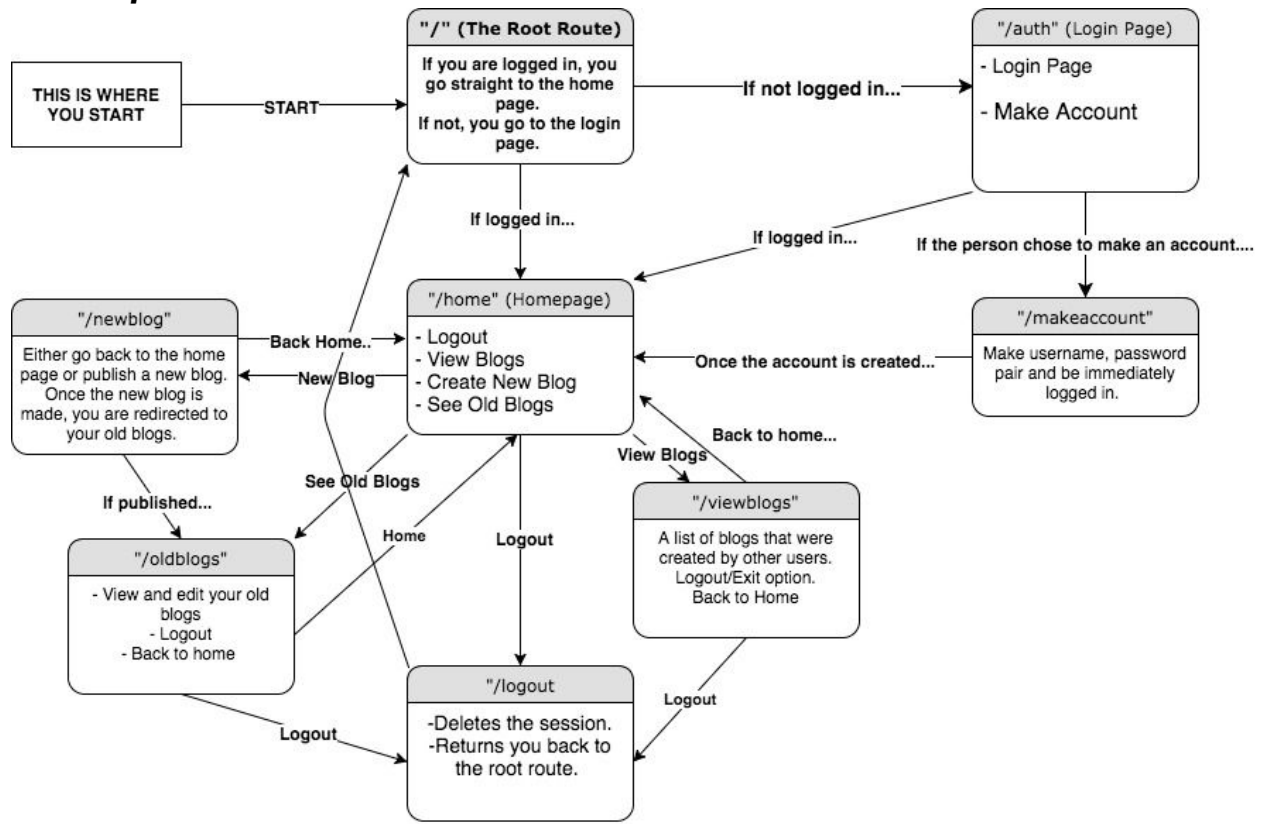 "/" (The Root Route)
If you are logged in, you
go straight to the home
page.
If not, you go to the login
page.
"/auth" (Login Page)
- Login Page
- Make Account
THIS IS WHERE
YOU START
START
If not logged in...
If logged in...
If logged in...
If the person chose to make an account....
"/newblog"
Either go back to the home
page or publish a new blog.
Once the new blog is
made, you are redirected to
your old blogs.
Back Home..
New Blog
"/home" (Homepage)
- Logout
- View Blogs
- Create New Blog
- See Old Blogs
Once the account is created...
"/makeaccount"
Make username, password
pair and be immediately
logged in.
Back to home...
View Blogs
See Old Blogs
If published...
Home
Logout
"/viewblogs"
A list of blogs that were
created by other users.
Logout/Exit option.
Back to Home
"/oldblogs"
- View and edit your old
blogs
- Logout
- Back to home
Logout
Logout
"/logout
-Deletes the session.
-Returns you back to
the root route.